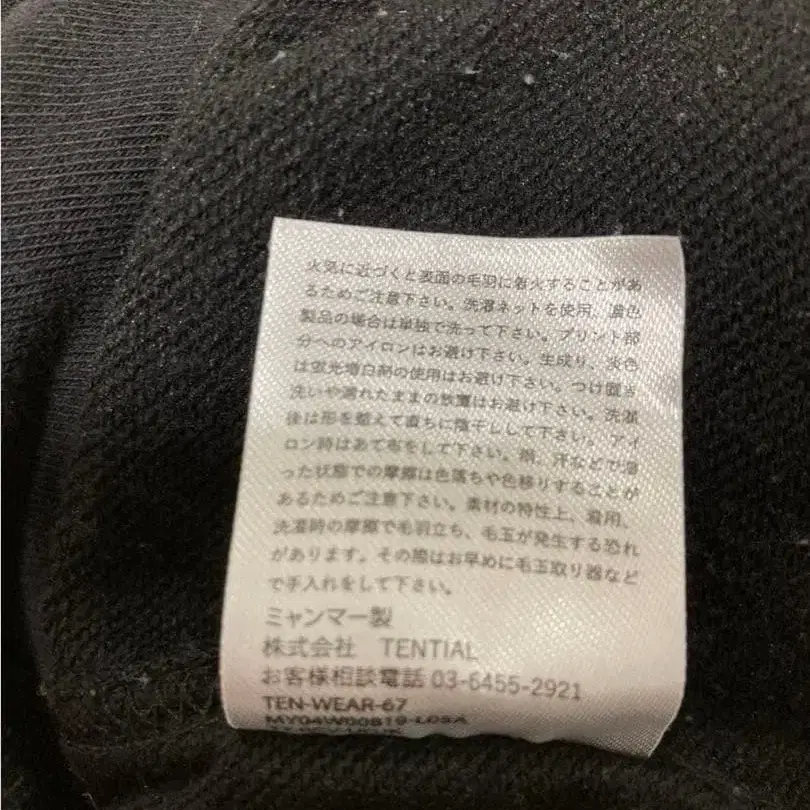 火気に近づくと表面の毛羽に着火することがあ
るためご注意下さい。洗濯ネットを使用、濃色
製品の場合は単独で洗って下さい。プリント部
分へのアイロンはお避け下さい。生成り、淡色
は蛍光増白剤の使用はお避け下さい。つけ置き
洗いや濡れたままの放置はお避け下さい。洗濯
後は形を整えて直ちに陰干しして下さい。アイ
ロン時はあて布をして下さい。雨、汗などで湿
った状態での摩擦は色落ちや色移りすることが
あるためご注意下さい。素材の特性上、着用、
洗濯時の摩擦で毛羽立ち、毛玉が発生する恐れ
があります。その際はお早めに毛玉取り器など
で手入れをして下さい。
ミャンマー製
株式会社 TENTIAL
お客様相談電話 03-6455-2921
TEN-WEAR-67